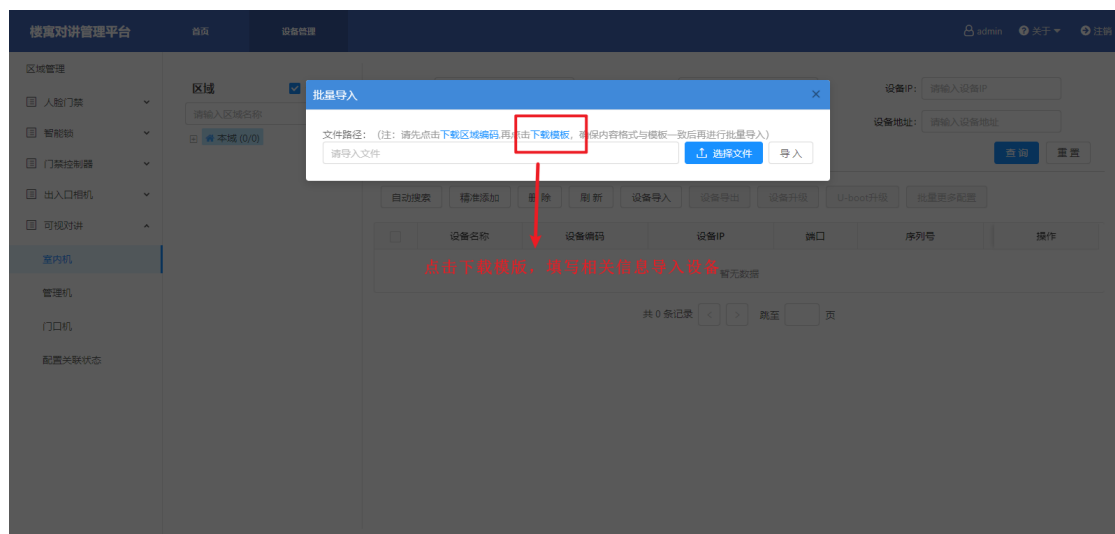 楼寓对讲管理平台
首页
设备管理
admin
关于
注销
区域管理
人脸门禁
智能锁
门禁控制器
出入口相机
可视对讲
室内机
管理机
门口机
配置关联状态
区域
请输入区域名称
本域 (0/0)
设备IP:
请输入设备IP
设备地址:
请输入设备地址
查询
重置
批量导入
×
文件路径： (注：请先点击下载区域编码,再点击下载模板，确保内容格式与模板一致后再进行批量导入)
请导入文件
选择文件
导入
自动搜索
精准添加
删除
刷新
设备导入
设备导出
设备升级
U-boot升级
批量更多配置
设备名称
设备编码
设备IP
端口
序列号
操作
点击下载模版，填写相关信息导入设备
暂无数据
共 0 条记录 < > 跳至 页